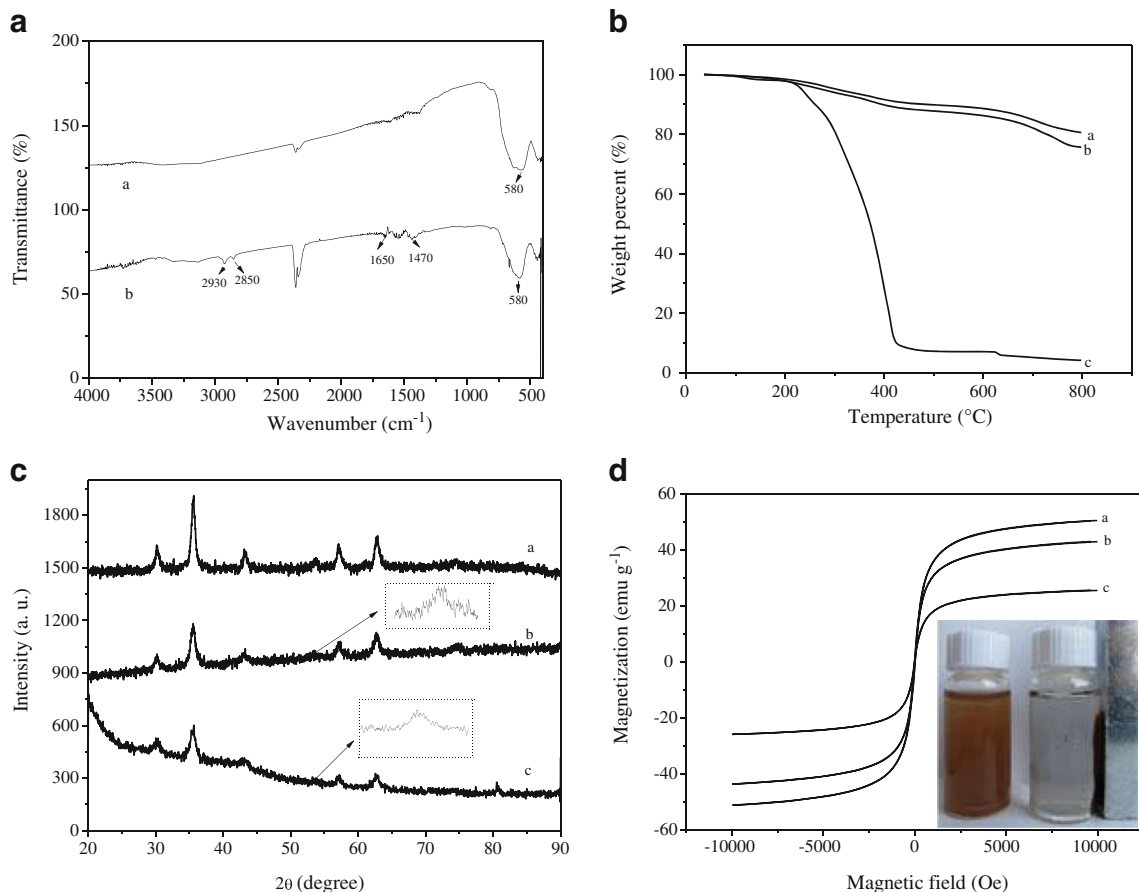 a
200
150
100
50
0
Transmittance (%)
a
580
b
2930
2850
1650
1470
580
4000 3500 3000 2500 2000 1500 1000 500
Wavenumber (cm-1)
b
100
80
60
40
20
0
Weight percent (%)
a
b
c
0 200 400 600 800
Temperature (°C)
c
1800
1500
1200
900
600
300
0
Intensity (a. u.)
a
b
c
20 30 40 50 60 70 80 90
2θ (degree)
d
60
40
20
0
-20
-40
-60
Magnetization (emu g-1)
a
b
c
-10000 -5000 0 5000 10000
Magnetic field (Oe)